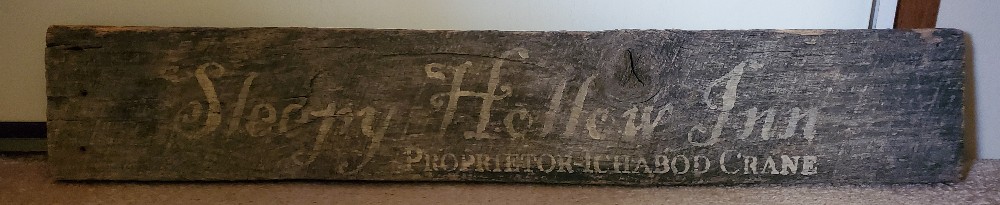 Sleepy Hollow Inn
PROPRIETOR-ICHABOD CRANE